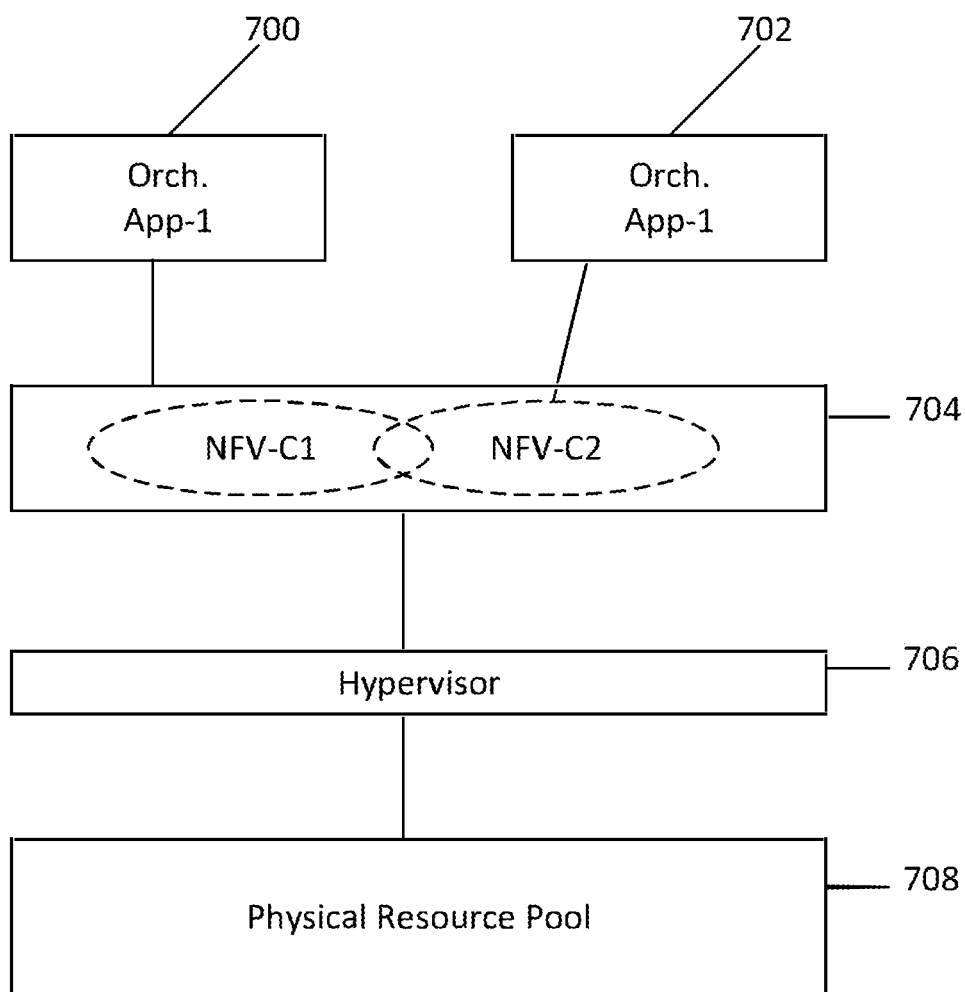 700
702
Orch.
App-1
Orch.
App-1
704
NFV-C1
NFV-C2
706
Hypervisor
708
Physical Resource Pool